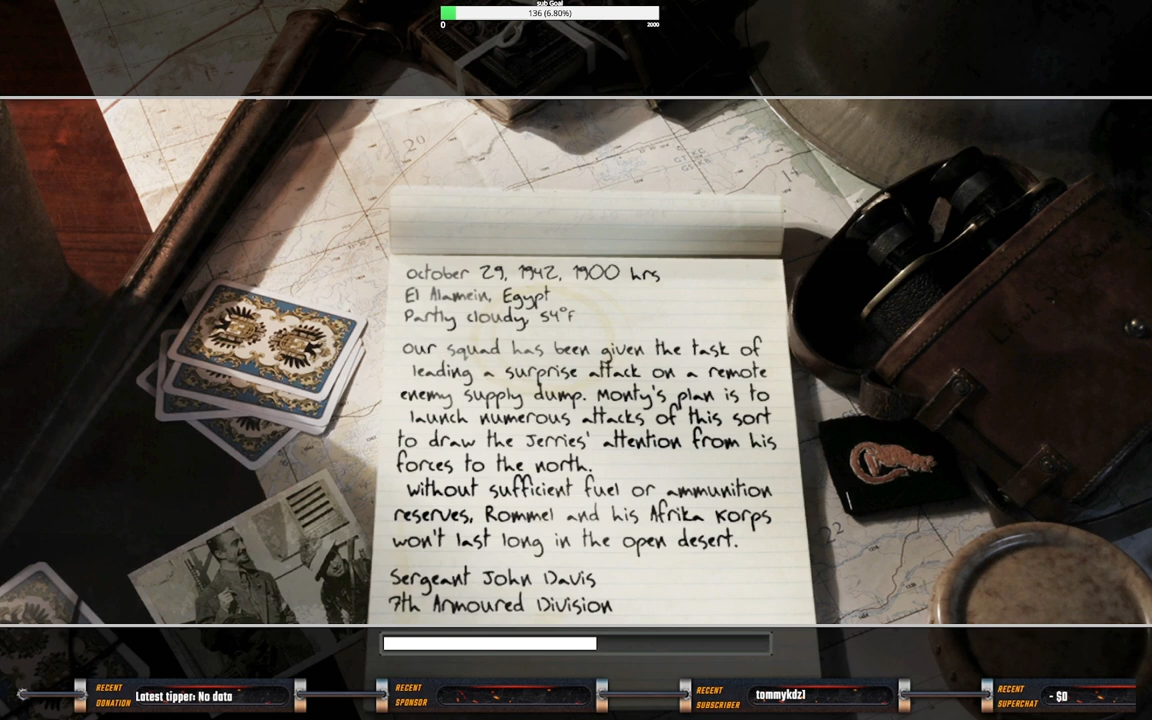 sub Goal
136 (6.80%)
0 2000
October 29, 1942, 1900 hrs
El Alamein, Egypt
Partly cloudy, 54°F
Our squad has been given the task of
leading a surprise attack on a remote
enemy supply dump. Monty's plan is to
launch numerous attacks of this sort
to draw the Jerries' attention from his
forces to the north.
Without sufficient fuel or ammunition
reserves, Rommel and his Afrika Korps
won't last long in the open desert.
Sergeant John Davis
7th Armoured Division
RECENT DONATION Latest tipper: No data
RECENT SPONSOR
RECENT SUBSCRIBER tommykdz1
RECENT SUPERCHAT - $0